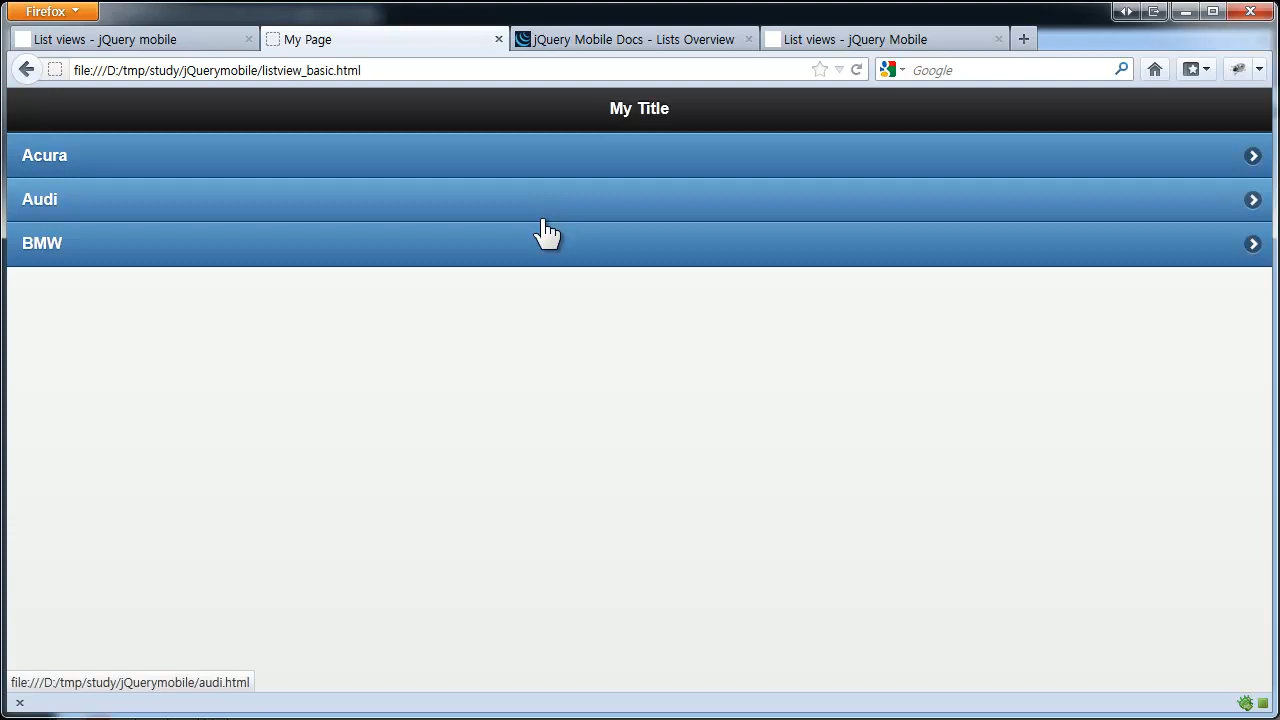 Firefox
List views - jQuery mobile
My Page
jQuery Mobile Docs - Lists Overview
List views - jQuery Mobile
file:///D:/tmp/study/jQuerymobile/listview_basic.html
Google
My Title
Acura
Audi
BMW
file:///D:/tmp/study/jQuerymobile/audi.html